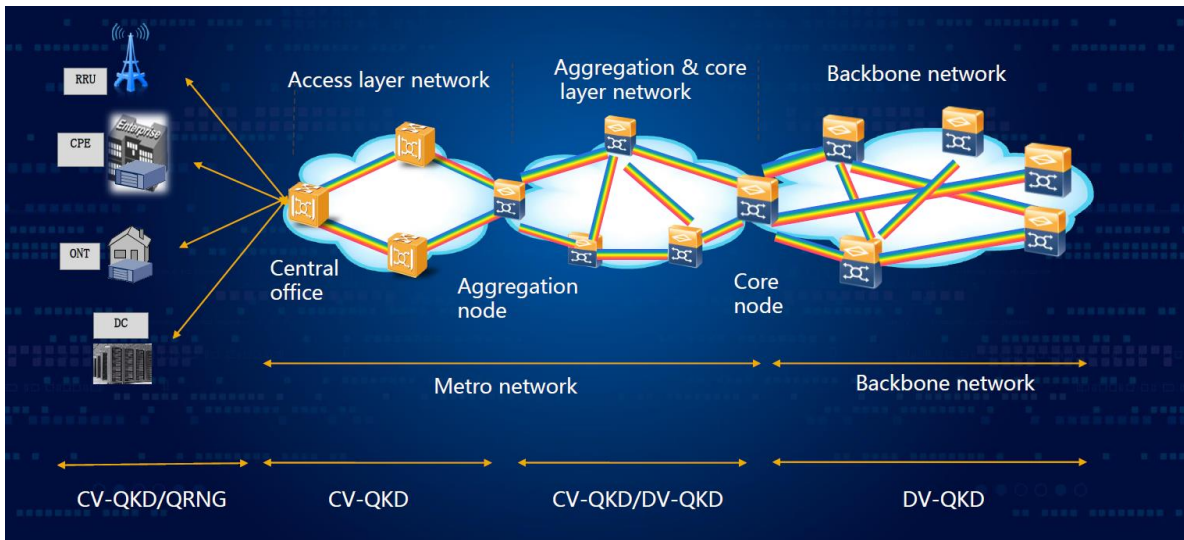 RRU
CPE
Enterprise
ONT
DC
Access layer network
Aggregation & core
layer network
Backbone network
Central
office
Aggregation
node
Core
node
Metro network
Backbone network
CV-QKD/QRNG
CV-QKD
CV-QKD/DV-QKD
DV-QKD